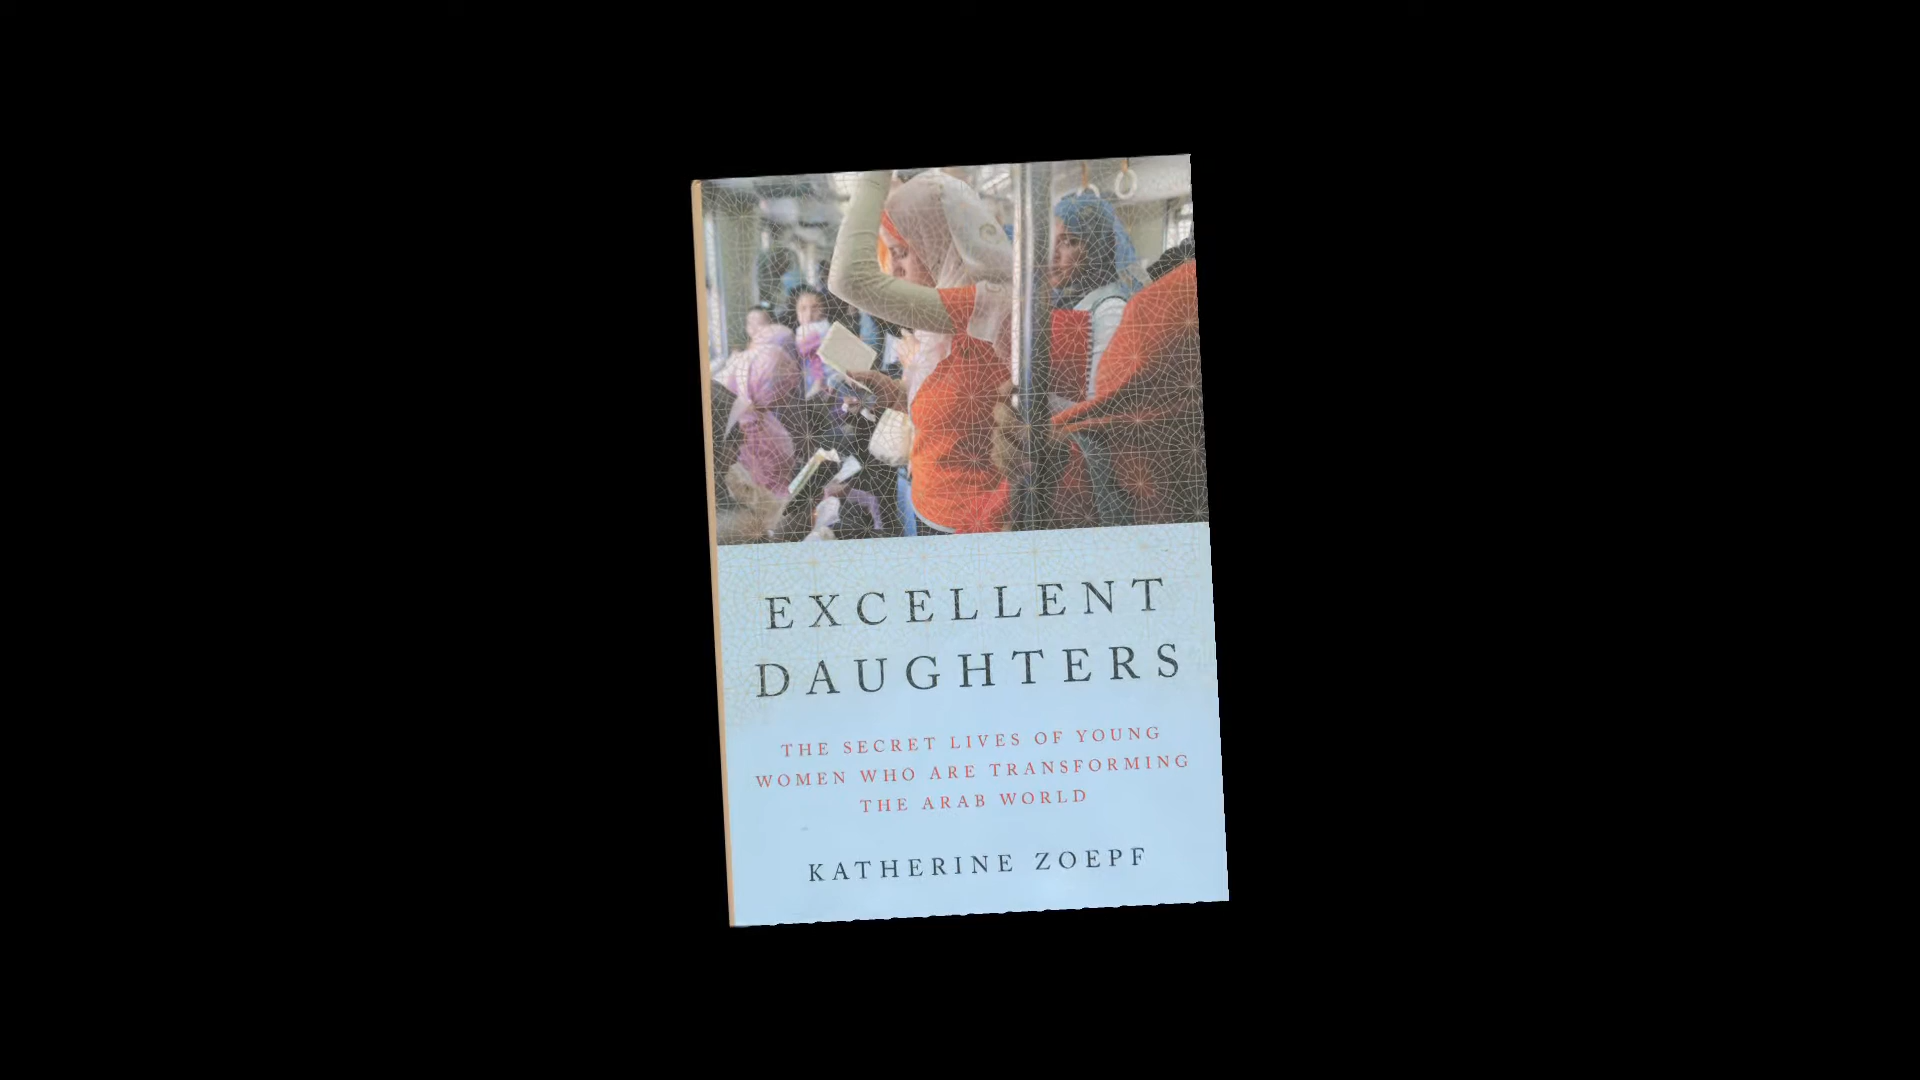 EXCELLENT
DAUGHTERS
THE SECRET LIVES OF YOUNG
WOMEN WHO ARE TRANSFORMING
THE ARAB WORLD
KATHERINE ZOEPF